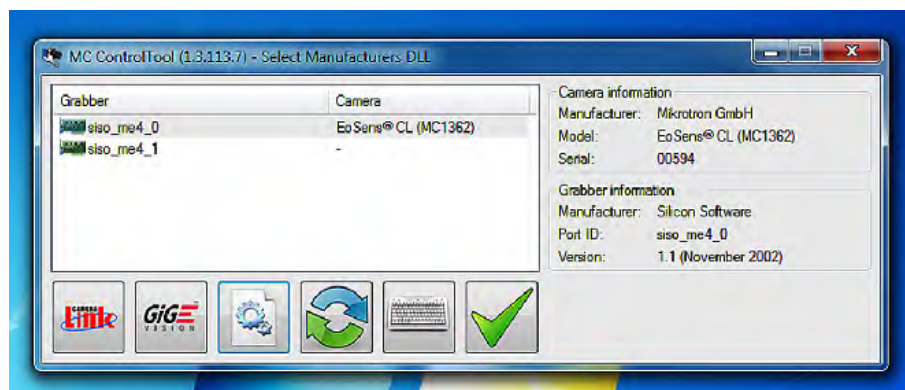 MC ControlTool (1.3.113.7) - Select Manufacturers DLL
Grabber Camera
siso_me4_0 EoSens® CL (MC1362)
siso_me4_1 -
Camera information
Manufacturer: Mikrotron GmbH
Model: EoSens® CL (MC1362)
Serial: 00594
Grabber information
Manufacturer: Silicon Software
Port ID: siso_me4_0
Version: 1.1 (November 2002)
CAMERA
Link
GiGE
VISION